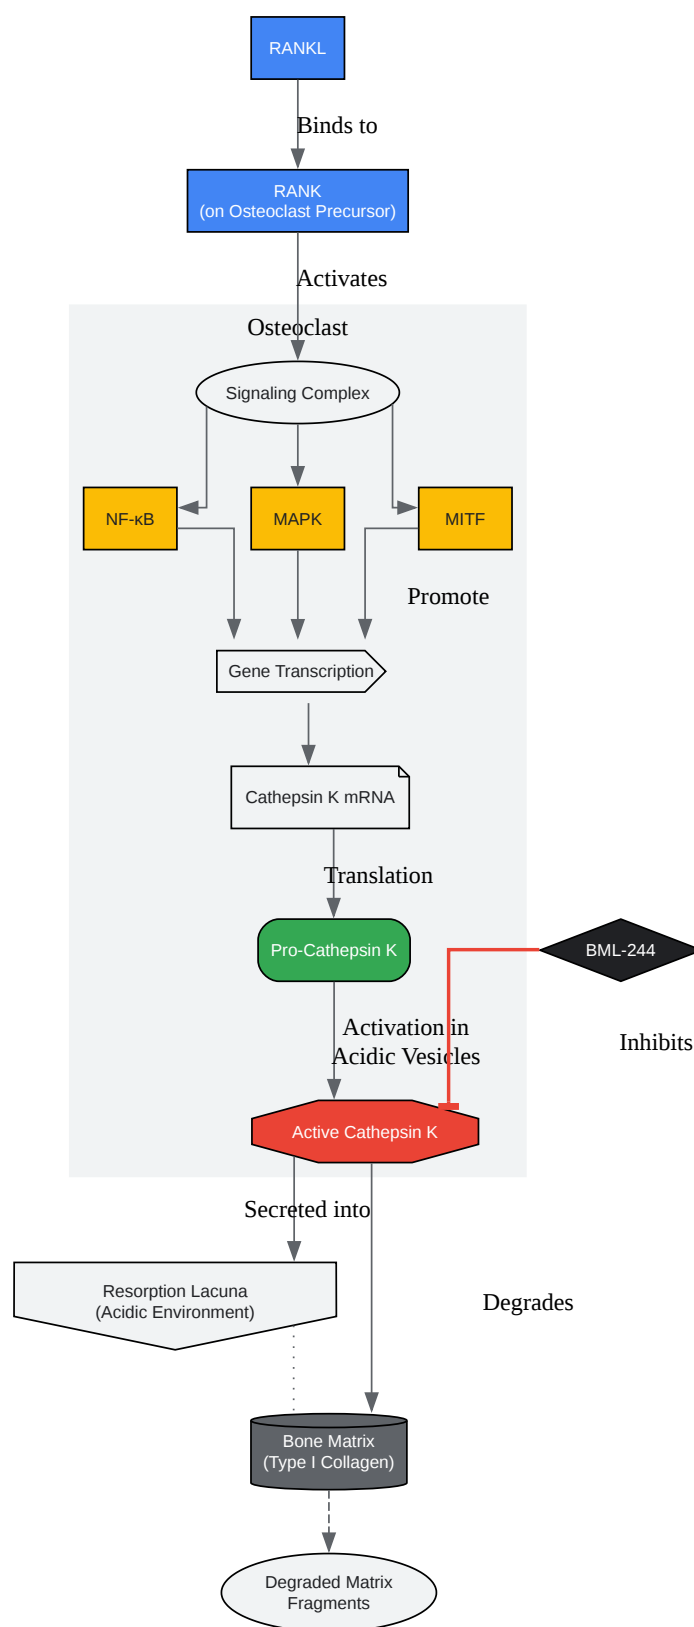 RANKL
Binds to
RANK
(on Osteoclast Precursor)
Activates
Osteoclast
Signaling Complex
NF-κB
MAPK
MITF
Promote
Gene Transcription
Cathepsin K mRNA
Translation
Pro-Cathepsin K
BML-244
Activation in
Acidic Vesicles
Inhibits
Active Cathepsin K
Secreted into
Resorption Lacuna
(Acidic Environment)
Degrades
Bone Matrix
(Type I Collagen)
Degraded Matrix
Fragments